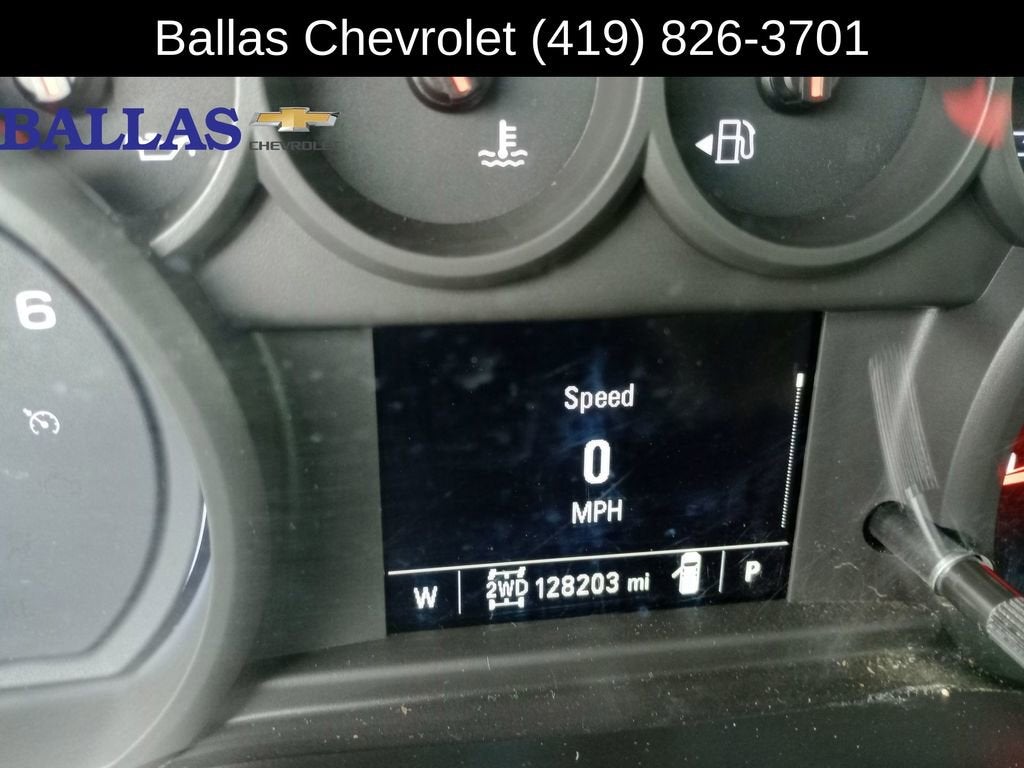 Ballas Chevrolet (419) 826-3701
BALLAS
CHEVROLET
6
Speed
0
MPH
W 2WD 128203 mi P